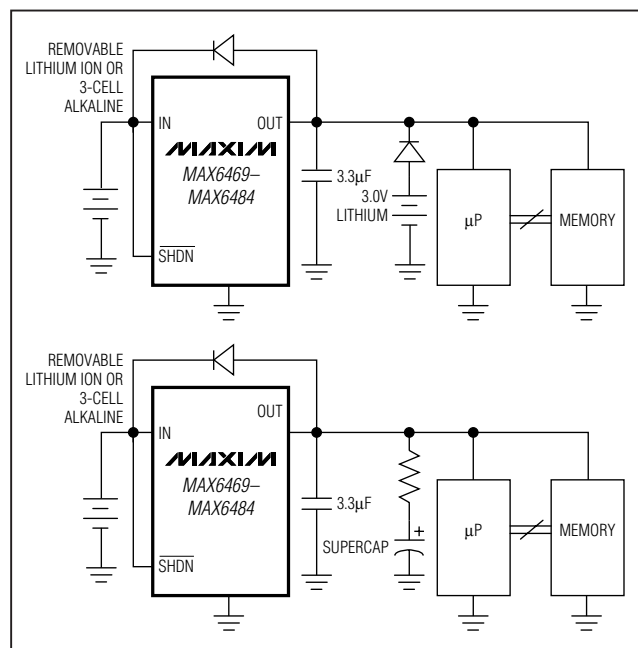 REMOVABLE
LITHIUM ION OR
3-CELL
ALKALINE
IN
OUT
MAXIM
MAX6469–
MAX6484
SHDN
3.3µF
3.0V
LITHIUM
µP
MEMORY
REMOVABLE
LITHIUM ION OR
3-CELL
ALKALINE
IN
OUT
MAXIM
MAX6469–
MAX6484
SHDN
3.3µF
+
SUPERCAP
µP
MEMORY